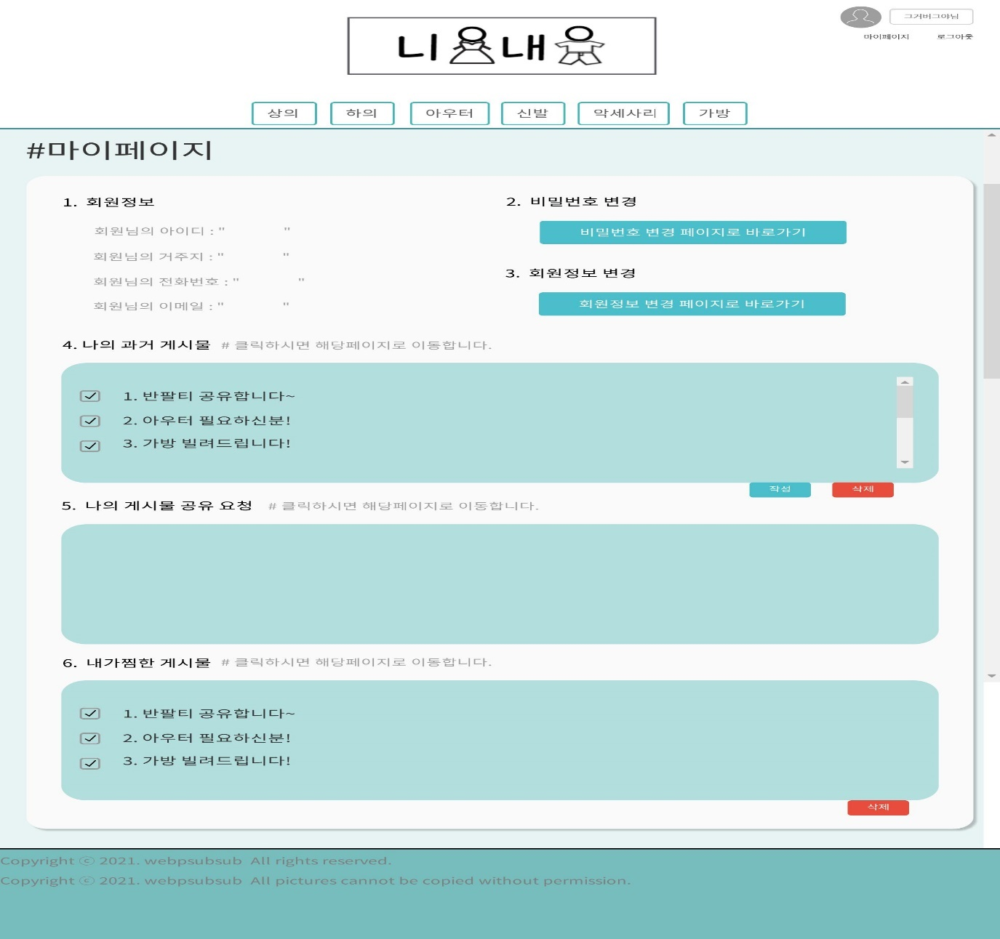 그거버그야님
마이페이지 로그아웃
니옷내옷
상의 하의 아우터 신발 악세사리 가방
#마이페이지
1. 회원정보
회원님의 아이디 : " "
회원님의 거주지 : " "
회원님의 전화번호 : " "
회원님의 이메일 : " "
2. 비밀번호 변경
비밀번호 변경 페이지로 바로가기
3. 회원정보 변경
회원정보 변경 페이지로 바로가기
4. 나의 과거 게시물 # 클릭하시면 해당페이지로 이동합니다.
1. 반팔티 공유합니다~
2. 아우터 필요하신분!
3. 가방 빌려드립니다!
작성 삭제
5. 나의 게시물 공유 요청 # 클릭하시면 해당페이지로 이동합니다.
6. 내가찜한 게시물 # 클릭하시면 해당페이지로 이동합니다.
1. 반팔티 공유합니다~
2. 아우터 필요하신분!
3. 가방 빌려드립니다!
삭제
Copyright ⓒ 2021. webpsubsub All rights reserved.
Copyright ⓒ 2021. webpsubsub All pictures cannot be copied without permission.